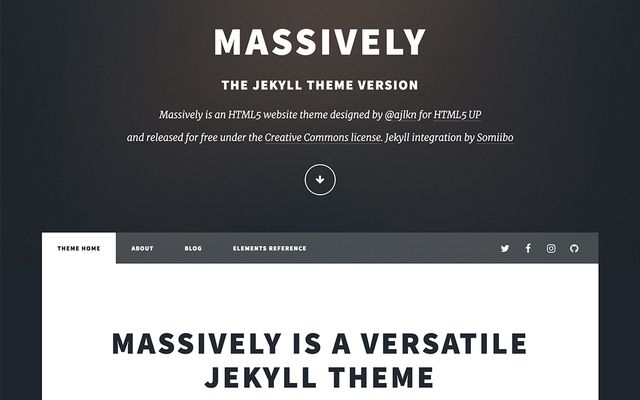 MASSIVELY
THE JEKYLL THEME VERSION
Massively is an HTML5 website theme designed by @ajlkn for HTML5 UP
and released for free under the Creative Commons license. Jekyll integration by Somiibo
THEME HOME ABOUT BLOG ELEMENTS REFERENCE
MASSIVELY IS A VERSATILE
JEKYLL THEME